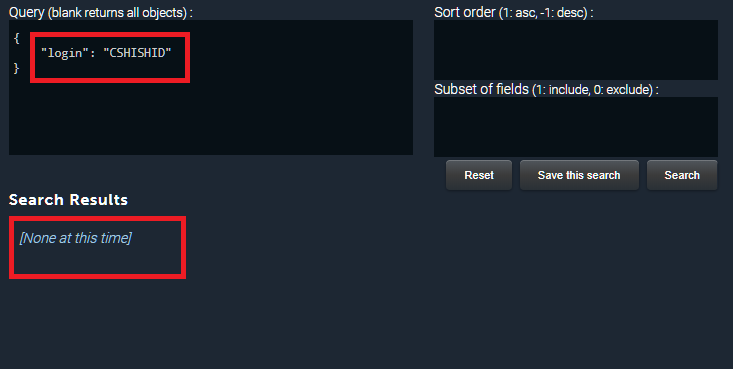 Query (blank returns all objects) :
{
"login": "CSHISHID"
}
Sort order (1: asc, -1: desc) :
Subset of fields (1: include, 0: exclude) :
Reset Save this search Search
Search Results
[None at this time]